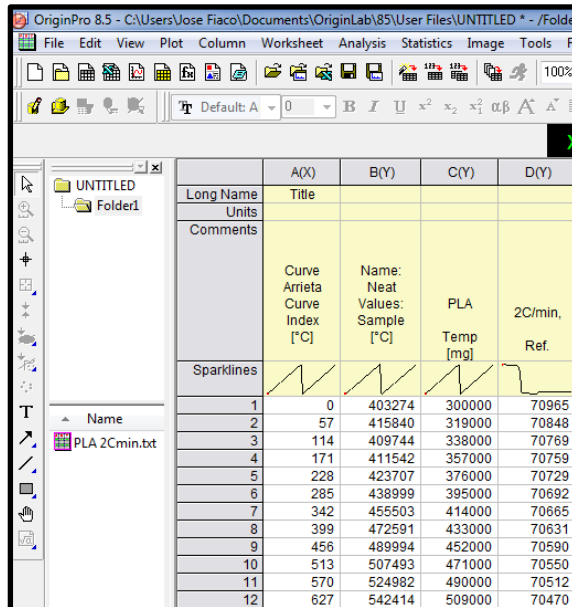 OriginPro 8.5 - C:\Users\Jose Fiaco\Documents\OriginLab\85\User Files\UNTITLED * - /Folde
File Edit View Plot Column Worksheet Analysis Statistics Image Tools F
100%
Default: A 0 B I U x² x₂ x₁² αβ A A
UNTITLED
Folder1
Name
PLA 2Cmin.txt
A(X) B(Y) C(Y) D(Y)
Long Name Title
Units
Comments
Curve Arrieta Curve Index [°C]
Name: Neat Values: Sample [°C]
PLA Temp [mg]
2C/min, Ref.
Sparklines
1 0 403274 300000 70965
2 57 415840 319000 70848
3 114 409744 338000 70769
4 171 411542 357000 70759
5 228 423707 376000 70729
6 285 438999 395000 70692
7 342 455503 414000 70665
8 399 472591 433000 70631
9 456 489994 452000 70590
10 513 507493 471000 70550
11 570 524982 490000 70512
12 627 542414 509000 70470